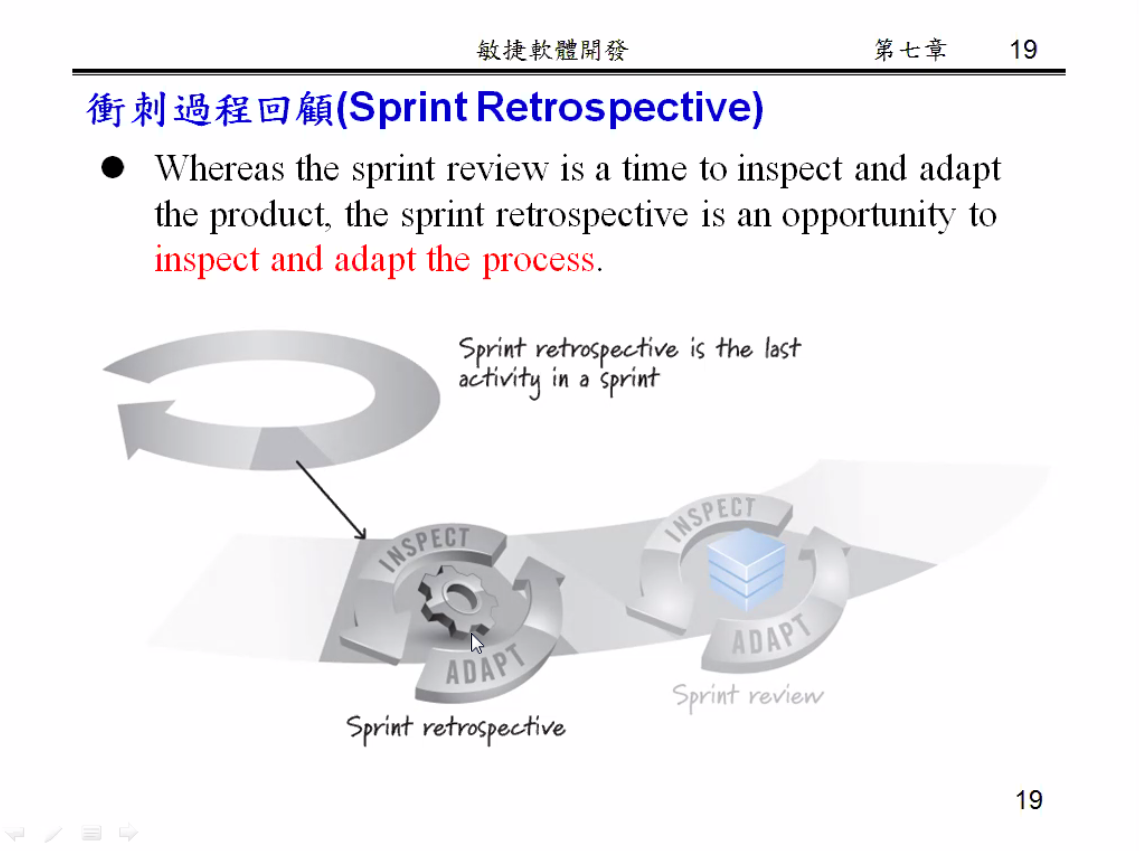 敏捷軟體開發 第七章 19
衝刺過程回顧(Sprint Retrospective)
● Whereas the sprint review is a time to inspect and adapt
the product, the sprint retrospective is an opportunity to
inspect and adapt the process.
Sprint retrospective is the last
activity in a sprint
INSPECT
ADAPT
Sprint retrospective
INSPECT
ADAPT
Sprint review
19